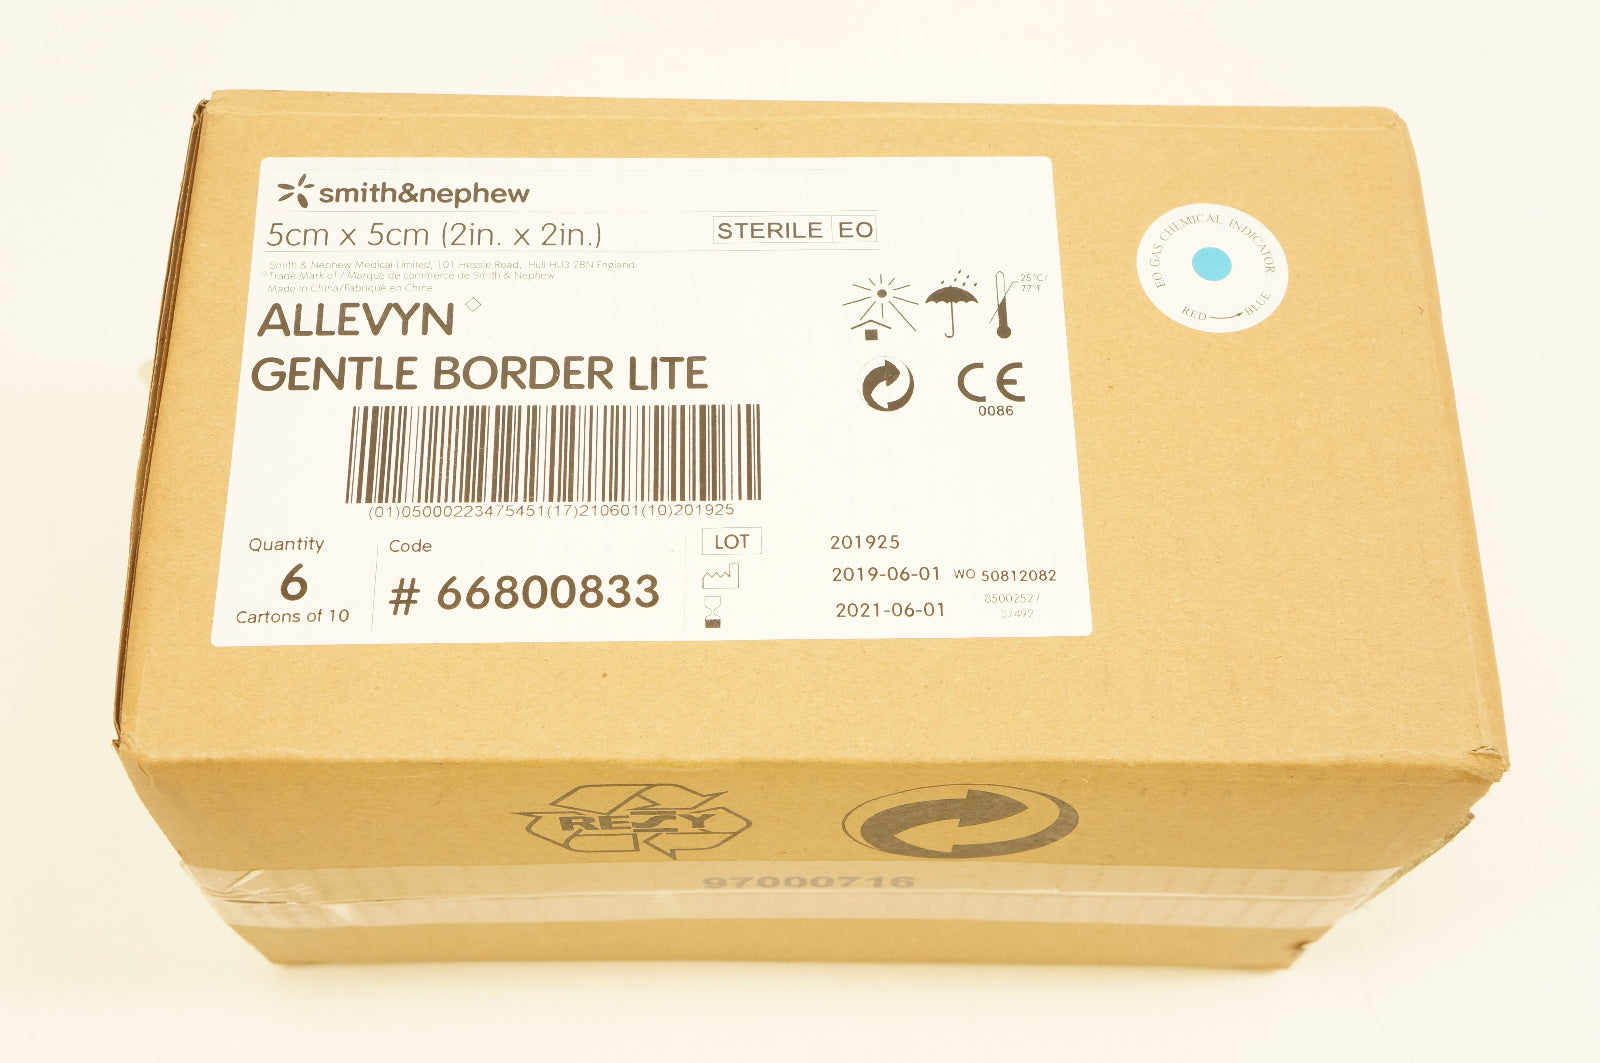 smith&nephew
5cm x 5cm (2in. x 2in.)
STERILE EO
Smith & Nephew Medical Limited, 101 Hessle Road, Hull HU3 2BN England.
◇Trade Mark of / Marque de commerce de Smith & Nephew.
Made in China/Fabriqué en Chine.
ALLEVYN◇
GENTLE BORDER LITE
25°C/
77°F
CE
0086
(01)05000223475451(17)210601(10)201925
Quantity
6
Cartons of 10
Code
# 66800833
LOT 201925
2019-06-01 WO 50812082
2021-06-01
85002527
37492
EO GAS CHEMICAL INDICATOR
RED → BLUE
RESY
97000716